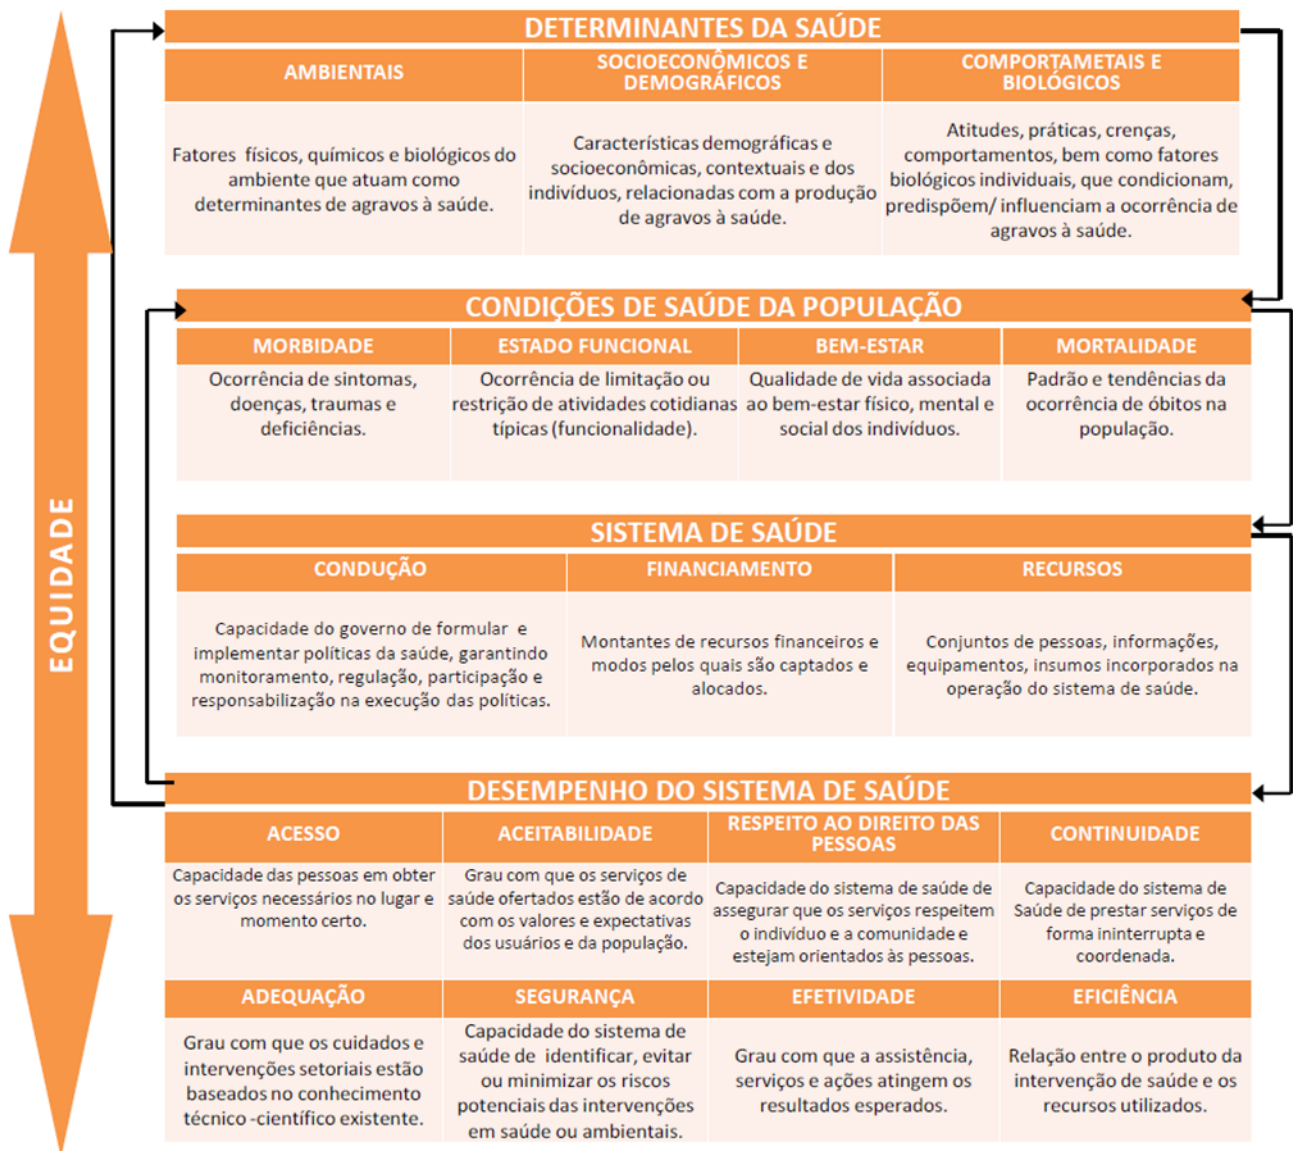 EQUIDADE
DETERMINANTES DA SAÚDE
AMBIENTAIS
Fatores físicos, químicos e biológicos do
ambiente que atuam como
determinantes de agravos à saúde.
SOCIOECONÔMICOS E
DEMOGRÁFICOS
Características demográficas e
socioeconômicas, contextuais e dos
indivíduos, relacionadas com a produção
de agravos à saúde.
COMPORTAMETAIS E
BIOLÓGICOS
Atitudes, práticas, crenças,
comportamentos, bem como fatores
biológicos individuais, que condicionam,
predispõem/ influenciam a ocorrência de
agravos à saúde.
CONDIÇÕES DE SAÚDE DA POPULAÇÃO
MORBIDADE
Ocorrência de sintomas,
doenças, traumas e
deficiências.
ESTADO FUNCIONAL
Ocorrência de limitação ou
restrição de atividades cotidianas
típicas (funcionalidade).
BEM-ESTAR
Qualidade de vida associada
ao bem-estar físico, mental e
social dos indivíduos.
MORTALIDADE
Padrão e tendências da
ocorrência de óbitos na
população.
SISTEMA DE SAÚDE
CONDUÇÃO
Capacidade do governo de formular e
implementar políticas da saúde, garantindo
monitoramento, regulação, participação e
responsabilização na execução das políticas.
FINANCIAMENTO
Montantes de recursos financeiros e
modos pelos quais são captados e
alocados.
RECURSOS
Conjuntos de pessoas, informações,
equipamentos, insumos incorporados na
operação do sistema de saúde.
DESEMPENHO DO SISTEMA DE SAÚDE
ACESSO
Capacidade das pessoas em obter
os serviços necessários no lugar e
momento certo.
ACEITABILIDADE
Grau com que os serviços de
saúde ofertados estão de acordo
com os valores e expectativas
dos usuários e da população.
RESPEITO AO DIREITO DAS
PESSOAS
Capacidade do sistema de saúde de
assegurar que os serviços respeitem
o indivíduo e a comunidade e
estejam orientados às pessoas.
CONTINUIDADE
Capacidade do sistema de
Saúde de prestar serviços de
forma ininterrupta e
coordenada.
ADEQUAÇÃO
Grau com que os cuidados e
intervenções setoriais estão
baseados no conhecimento
técnico -científico existente.
SEGURANÇA
Capacidade do sistema de
saúde de identificar, evitar
ou minimizar os riscos
potenciais das intervenções
em saúde ou ambientais.
EFETIVIDADE
Grau com que a assistência,
serviços e ações atingem os
resultados esperados.
EFICIÊNCIA
Relação entre o produto da
intervenção de saúde e os
recursos utilizados.